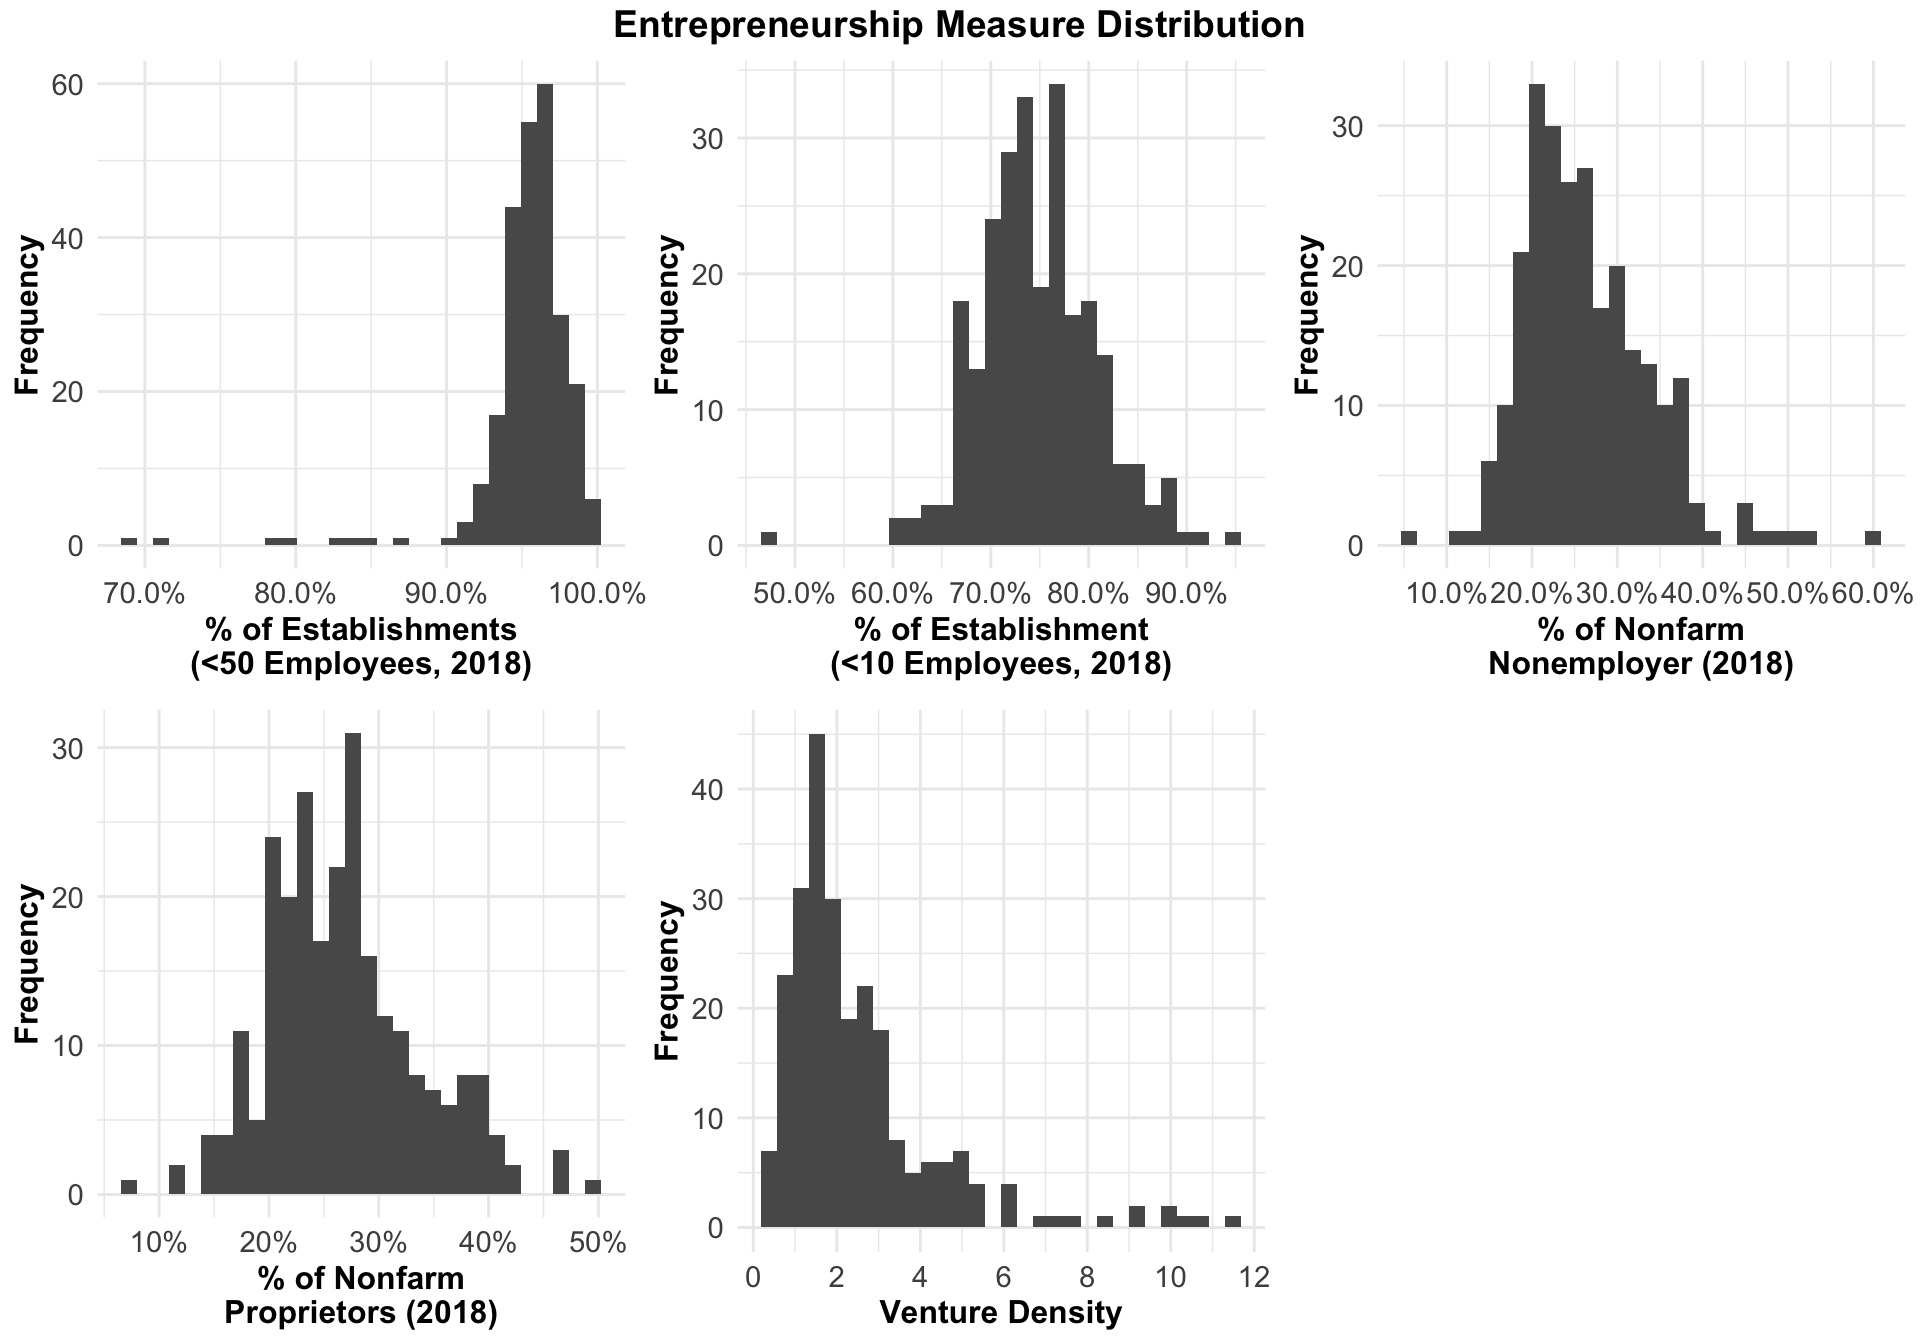 Entrepreneurship Measure Distribution
Frequency
60
40
20
0
70.0% 80.0% 90.0% 100.0%
% of Establishments
(<50 Employees, 2018)
Frequency
30
20
10
0
50.0% 60.0% 70.0% 80.0% 90.0%
% of Establishment
(<10 Employees, 2018)
Frequency
30
20
10
0
10.0% 20.0% 30.0% 40.0% 50.0% 60.0%
% of Nonfarm
Nonemployer (2018)
Frequency
30
20
10
0
10% 20% 30% 40% 50%
% of Nonfarm
Proprietors (2018)
Frequency
40
30
20
10
0
0 2 4 6 8 10 12
Venture Density